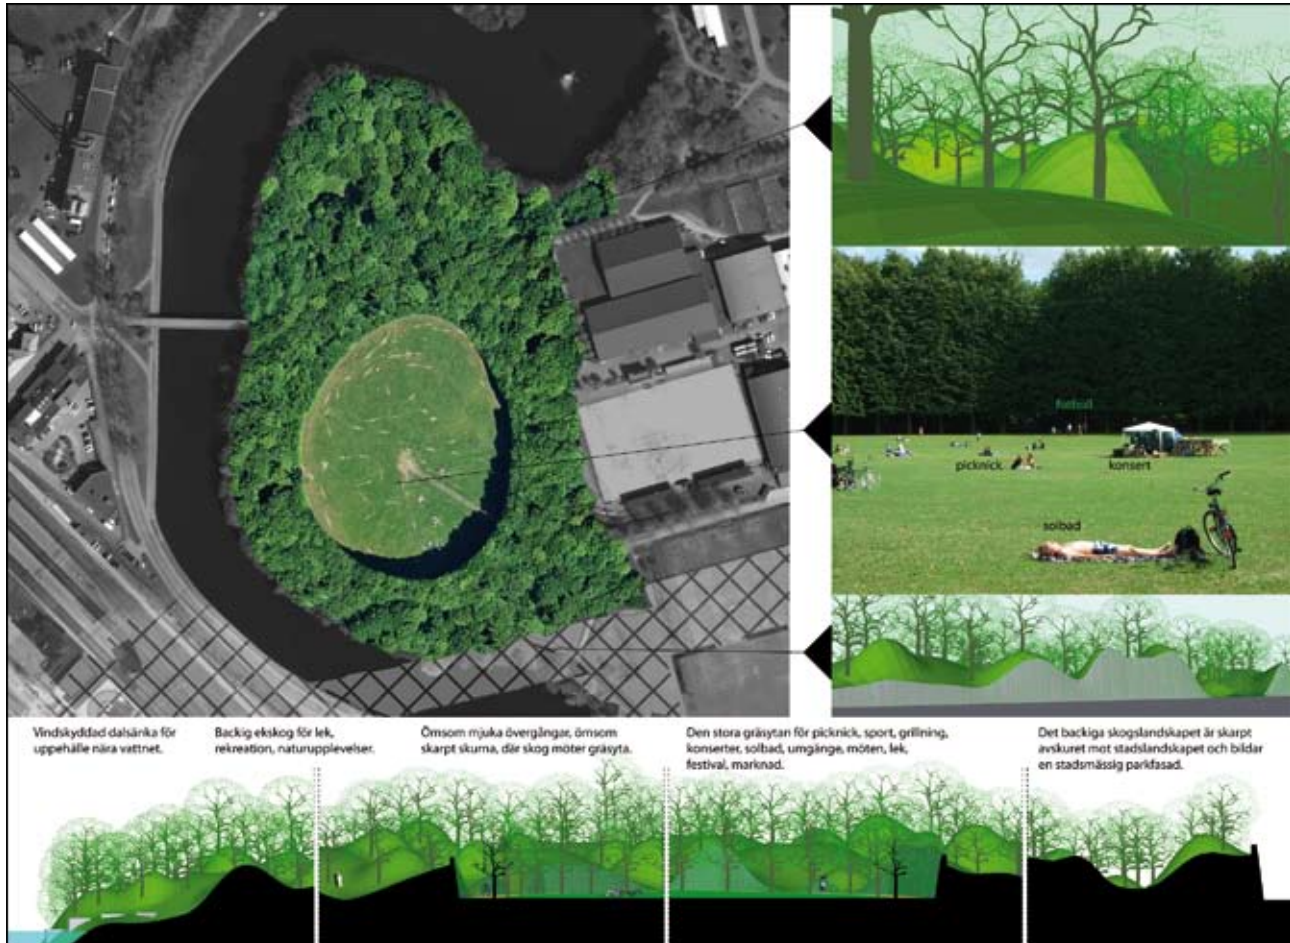 fotboll
picknick
konsert
solbad
Vindskyddad dalsänka för
uppehälle nära vattnet.
Backig ekskog för lek,
rekreation, naturupplevelser.
Ömsom mjuka övergångar, ömsom
skarpt skurna, där skog möter gräsyta.
Den stora gräsytan för picknick, sport, grillning,
konserter, solbad, umgänge, möten, lek,
festival, marknad.
Det backiga skogslandskapet är skarpt
avskuret mot stadslandskapet och bildar
en stadsmässig parkfasad.